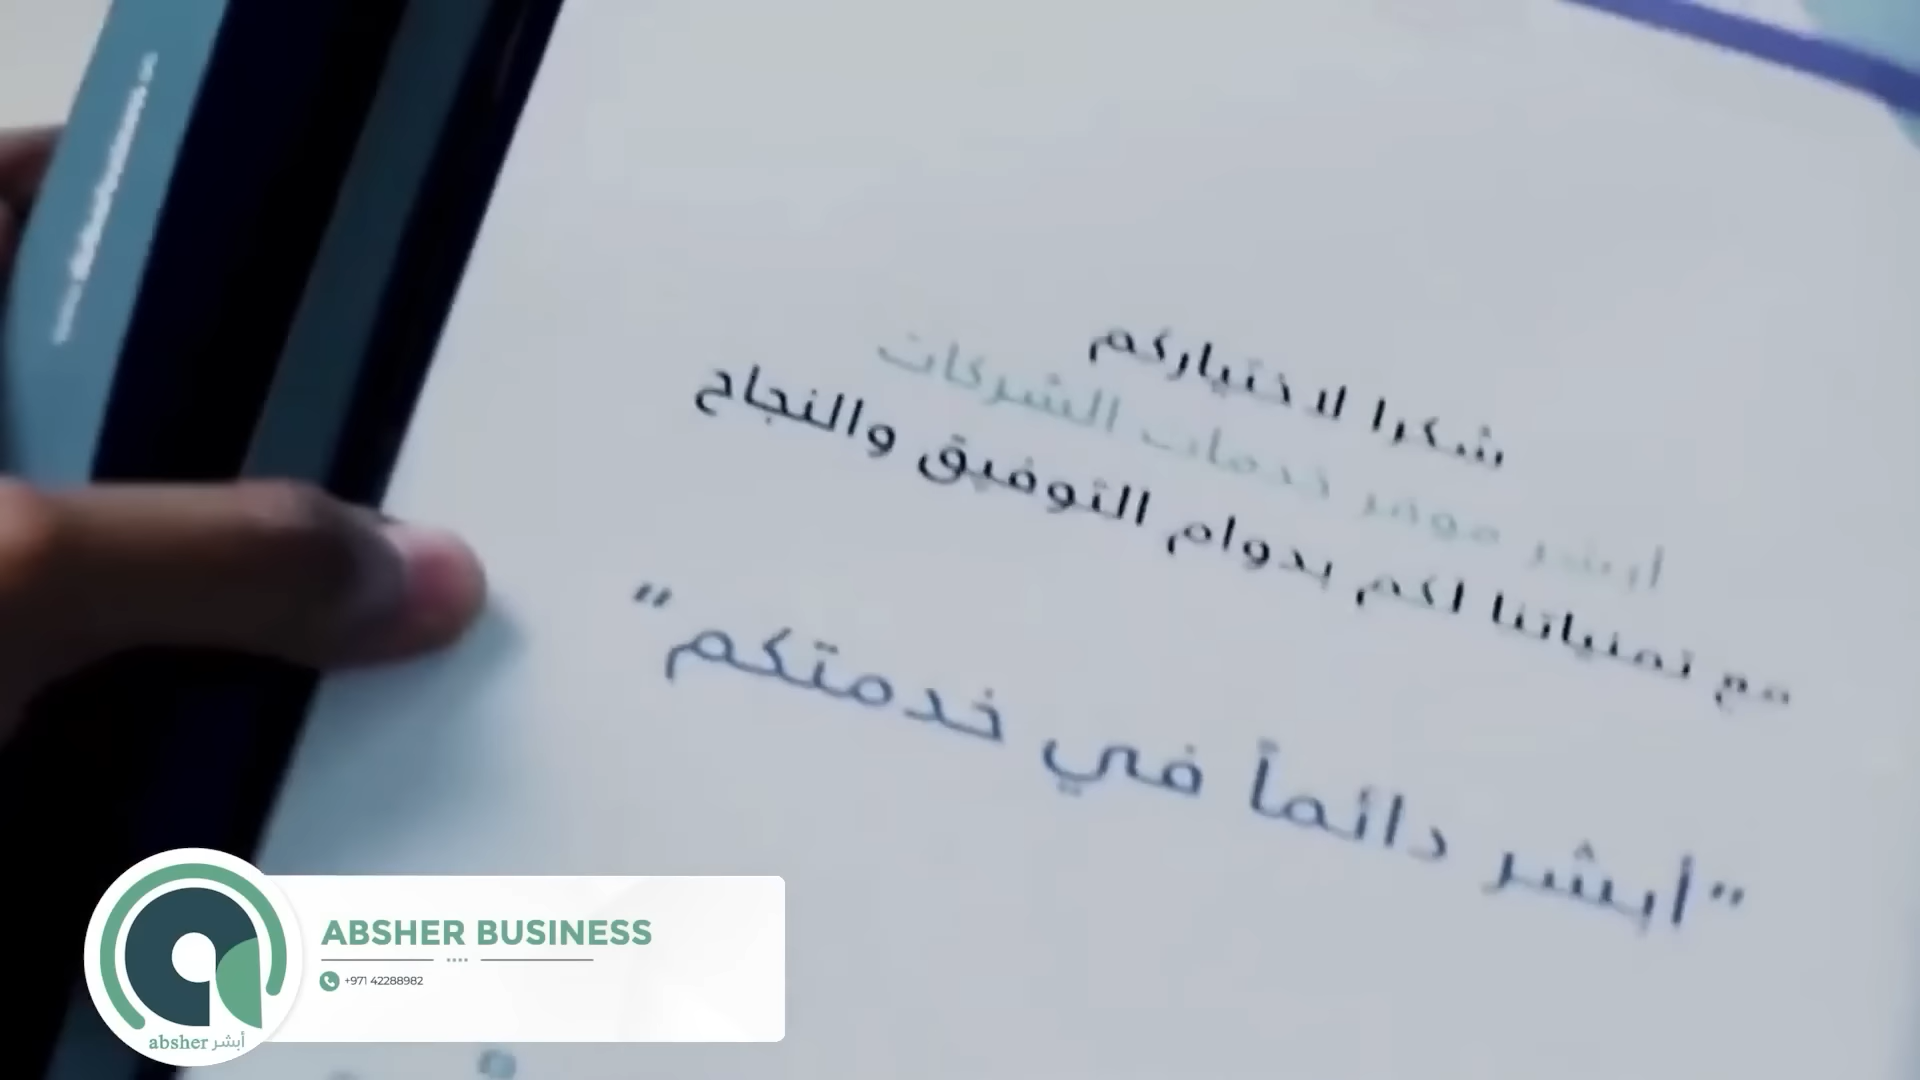 شكرا لاختياركم
أبشر موفر خدمات الشركات
مع تمنياتنا لكم بدوام التوفيق والنجاح
"أبشر دائماً في خدمتكم"
ABSHER BUSINESS
+971 42288982
absher أبشر